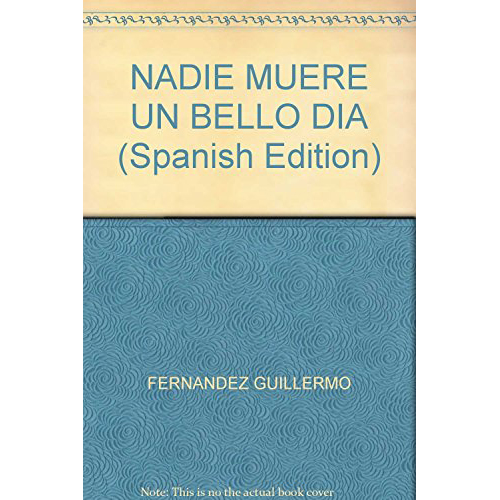 NADIE MUERE
UN BELLO DIA
(Spanish Edition)
FERNANDEZ GUILLERMO
Note: This is no the actual book cover